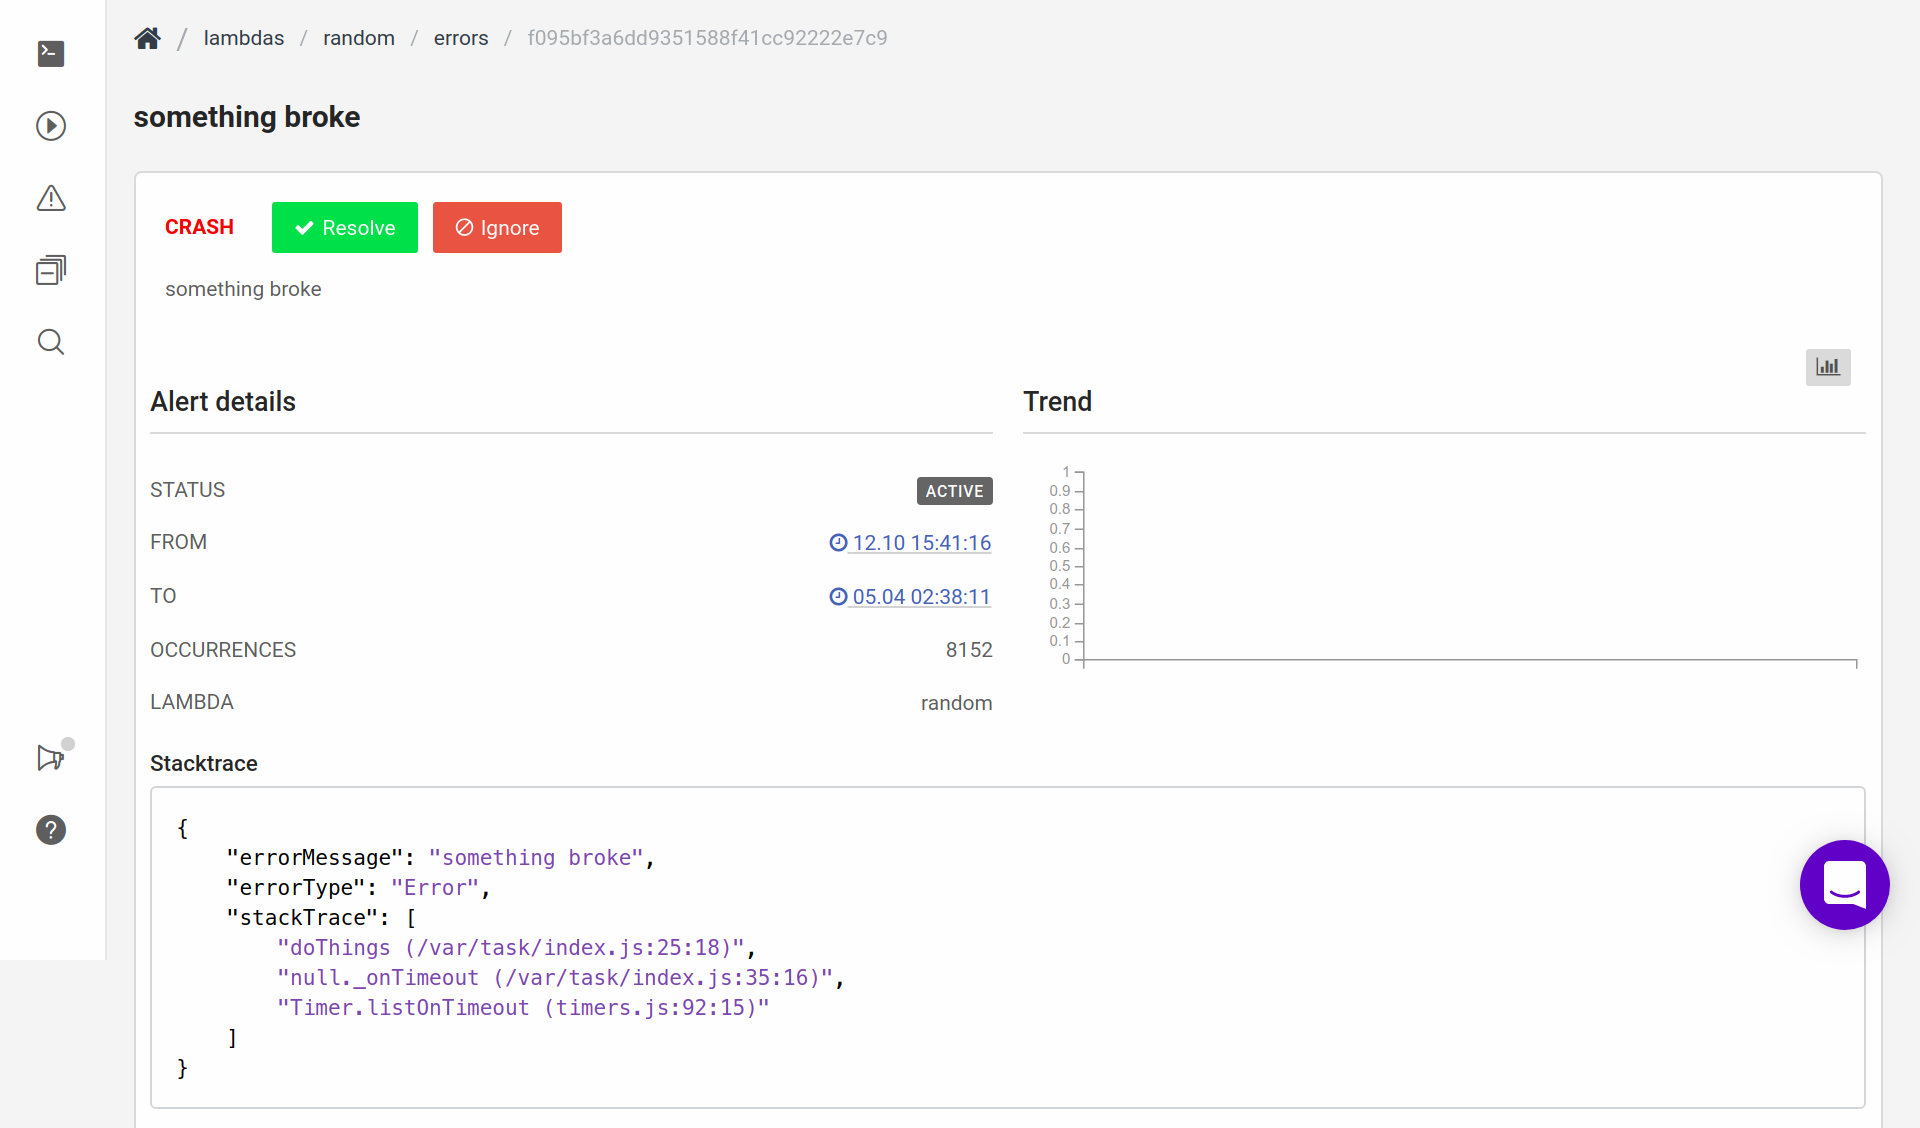 / lambdas / random / errors / f095bf3a6dd9351588f41cc92222e7c9
something broke
CRASH Resolve Ignore
something broke
Alert details
Trend
STATUS ACTIVE
FROM 12.10 15:41:16
TO 05.04 02:38:11
OCCURRENCES 8152
LAMBDA random
1
0.9
0.8
0.7
0.6
0.5
0.4
0.3
0.2
0.1
0
Stacktrace
{
"errorMessage": "something broke",
"errorType": "Error",
"stackTrace": [
"doThings (/var/task/index.js:25:18)",
"null._onTimeout (/var/task/index.js:35:16)",
"Timer.listOnTimeout (timers.js:92:15)"
]
}